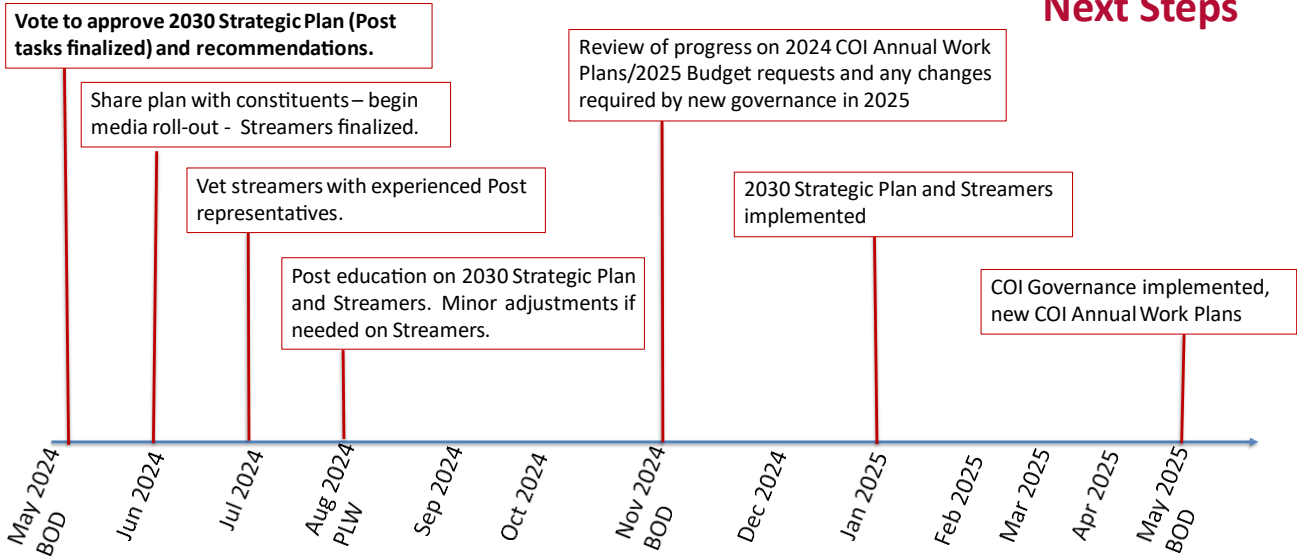 Next Steps
Vote to approve 2030 Strategic Plan (Post
tasks finalized) and recommendations.
Share plan with constituents – begin
media roll-out - Streamers finalized.
Vet streamers with experienced Post
representatives.
Post education on 2030 Strategic Plan
and Streamers. Minor adjustments if
needed on Streamers.
Review of progress on 2024 COI Annual Work
Plans/2025 Budget requests and any changes
required by new governance in 2025
2030 Strategic Plan and Streamers
implemented
COI Governance implemented,
new COI Annual Work Plans
May 2024
BOD
Jun 2024
Jul 2024
Aug 2024
PLW
Sep 2024
Oct 2024
Nov 2024
BOD
Dec 2024
Jan 2025
Feb 2025
Mar 2025
Apr 2025
May 2025
BOD